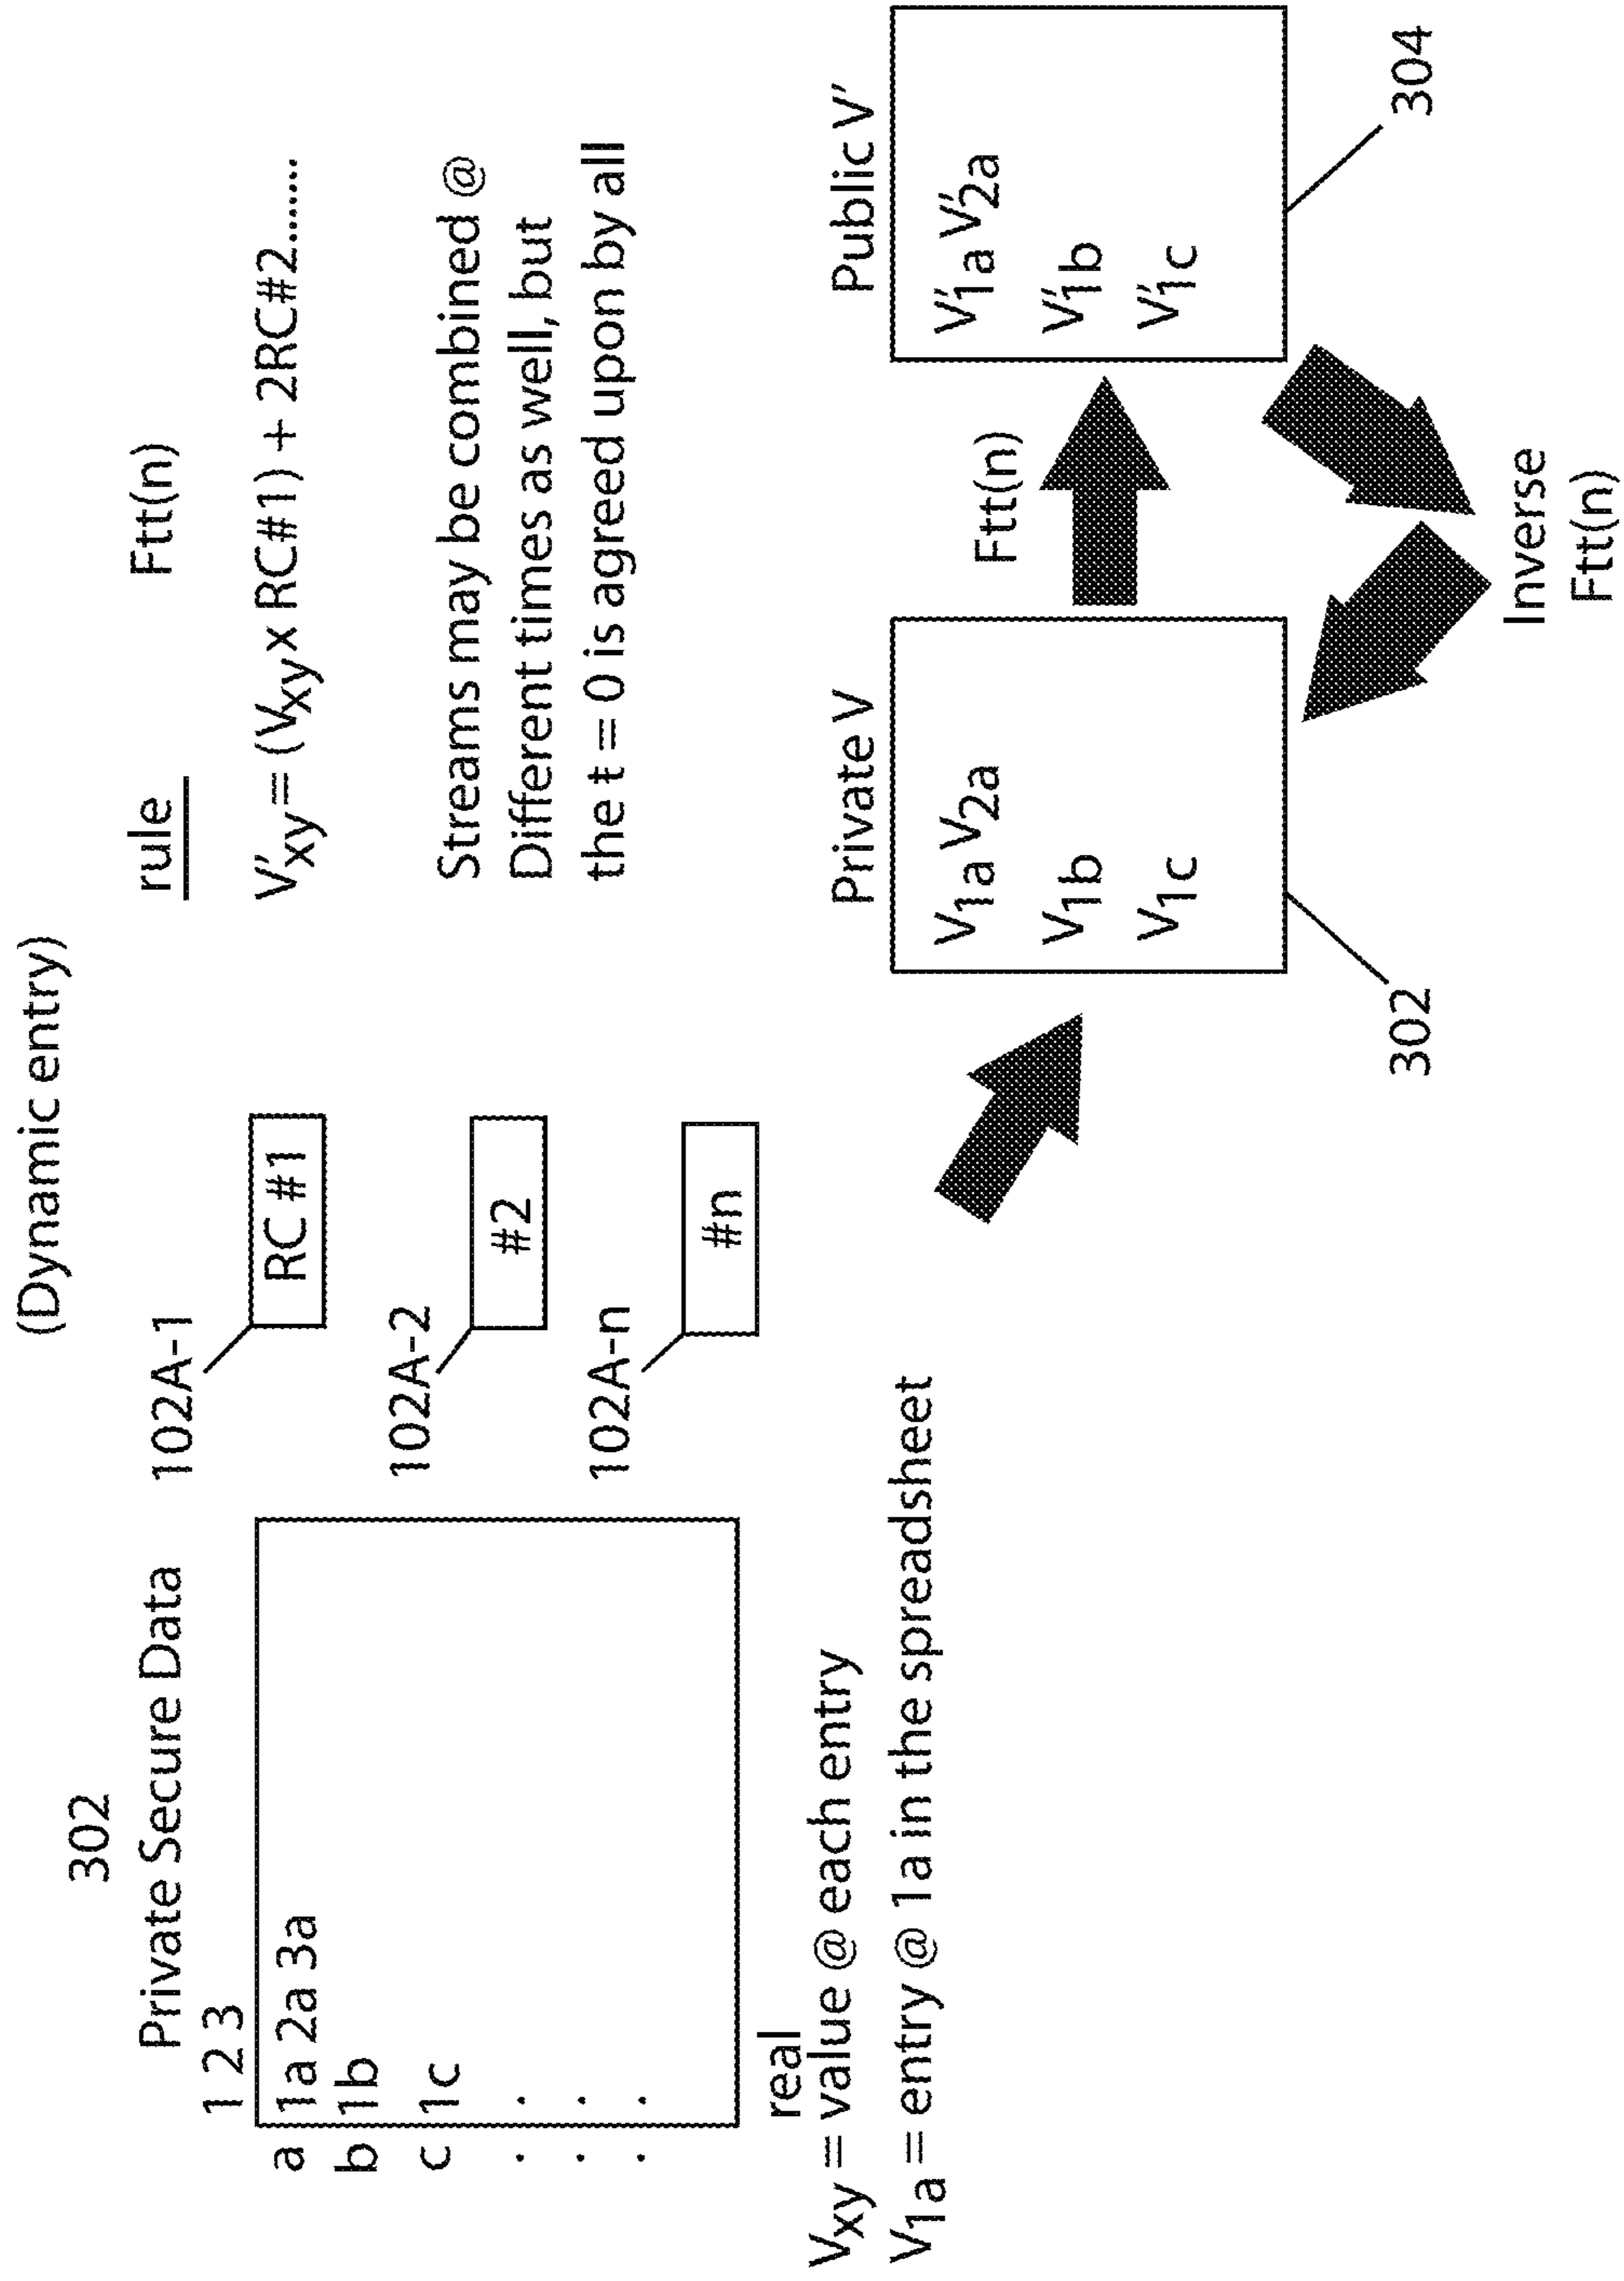 (Dynamic entry)
302
Private Secure Data
1 2 3
a 1a 2a 3a
b 1b
c 1c
. .
. .
. .
real
Vxy = value @ each entry
V1a = entry @ 1a in the spreadsheet
102A-1
RC #1
102A-2
#2
102A-n
#n
rule Ftt(n)
V'xy = (Vxy x RC#1) + 2RC#2......
Streams may be combined @
Different times as well, but
the t = 0 is agreed upon by all
Private V
V1a V2a
V1b
V1c
302
Ftt(n)
Public V'
V'1a V'2a
V'1b
V'1c
304
Inverse
Ftt(n)